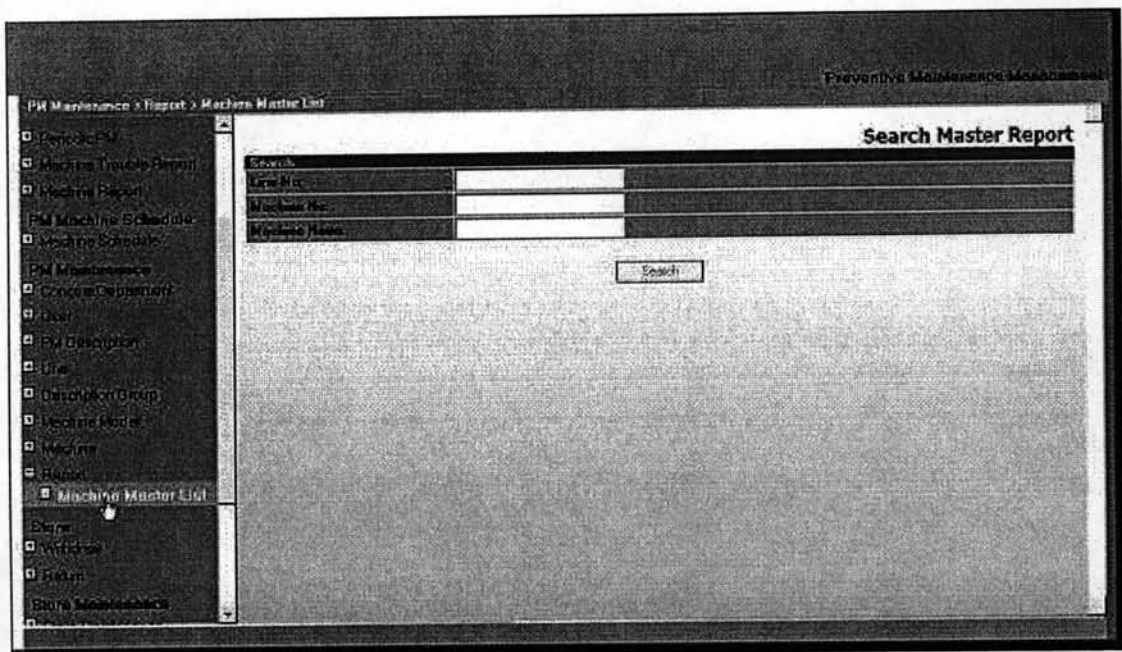 Preventive Maintenance Management
PM Maintenance > Report > Machine Master List
Periodic PM
Machine Trouble Report
Machine Report
PM Machine Schedule
Machine Schedule
PM Maintenance
Concern Department
User
PM Description
Line
Description Group
Machine Model
Machine
Report
Machine Master List
Store
Withdraw
Return
Store Maintenance
Search Master Report
Search
Line No.
Machine No.
Machine Name
Search